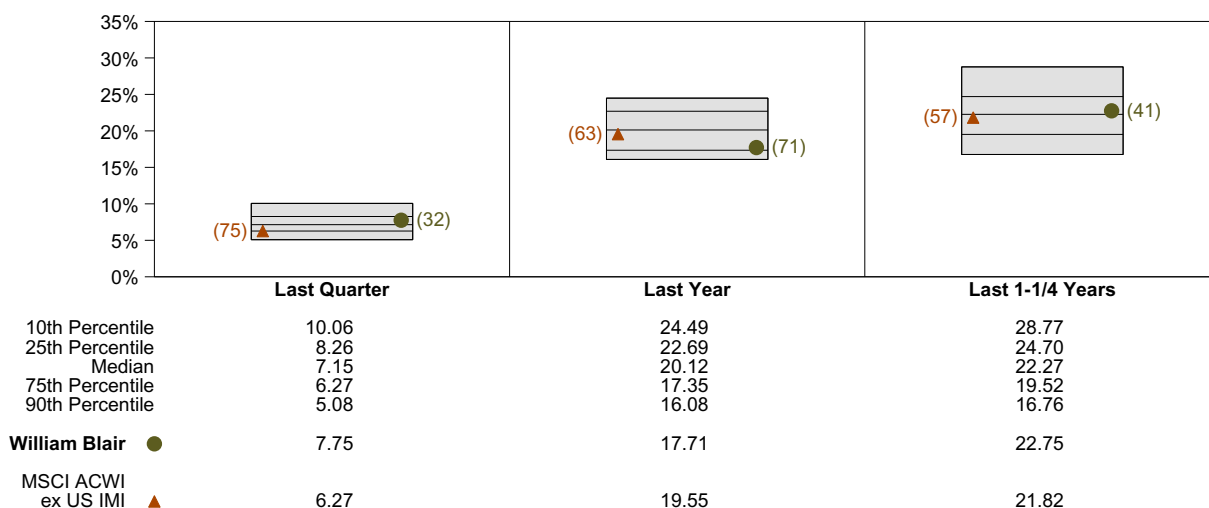 35%
30%
25%
20%
15%
10%
5%
0%
(75)
(32)
(63)
(71)
(57)
(41)
Last Quarter Last Year Last 1-1/4 Years
10th Percentile 10.06 24.49 28.77
25th Percentile 8.26 22.69 24.70
Median 7.15 20.12 22.27
75th Percentile 6.27 17.35 19.52
90th Percentile 5.08 16.08 16.76
William Blair 7.75 17.71 22.75
MSCI ACWI
ex US IMI 6.27 19.55 21.82